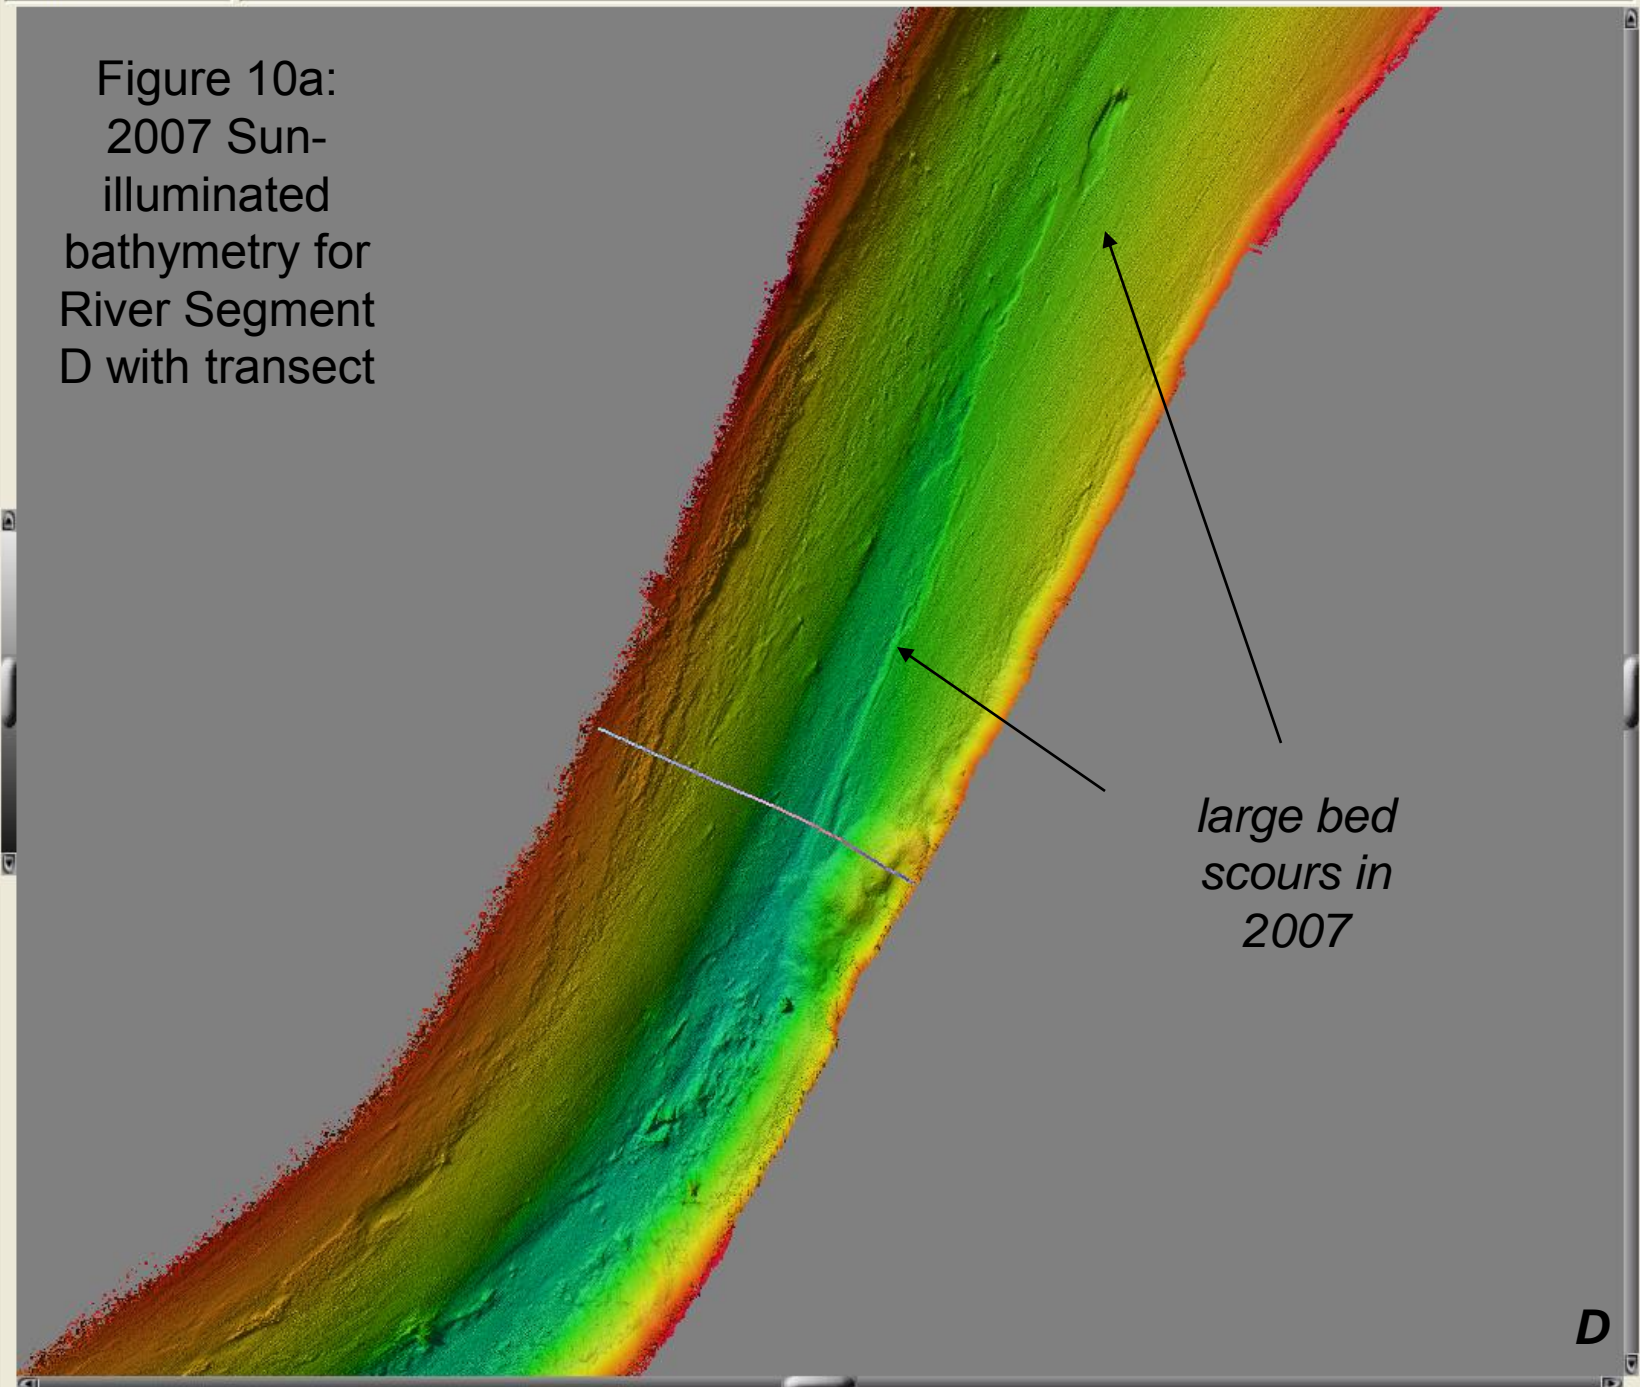 Figure 10a:
2007 Sun-
illuminated
bathymetry for
River Segment
D with transect
large bed
scours in
2007
D